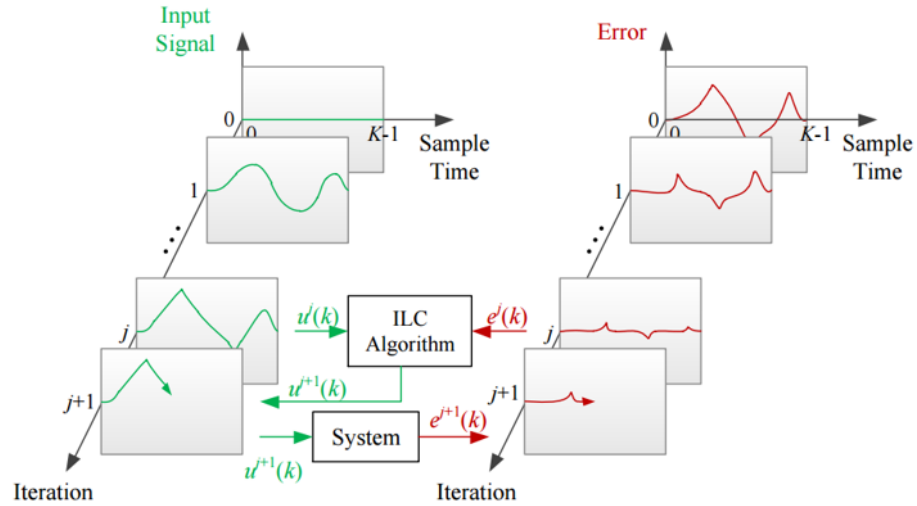 Input
Signal
0
0
K-1
Sample
Time
1
j
j+1
Iteration
u^j(k)
ILC
Algorithm
e^j(k)
u^{j+1}(k)
System
u^{j+1}(k)
e^{j+1}(k)
Error
0
0
K-1
Sample
Time
1
j
j+1
Iteration